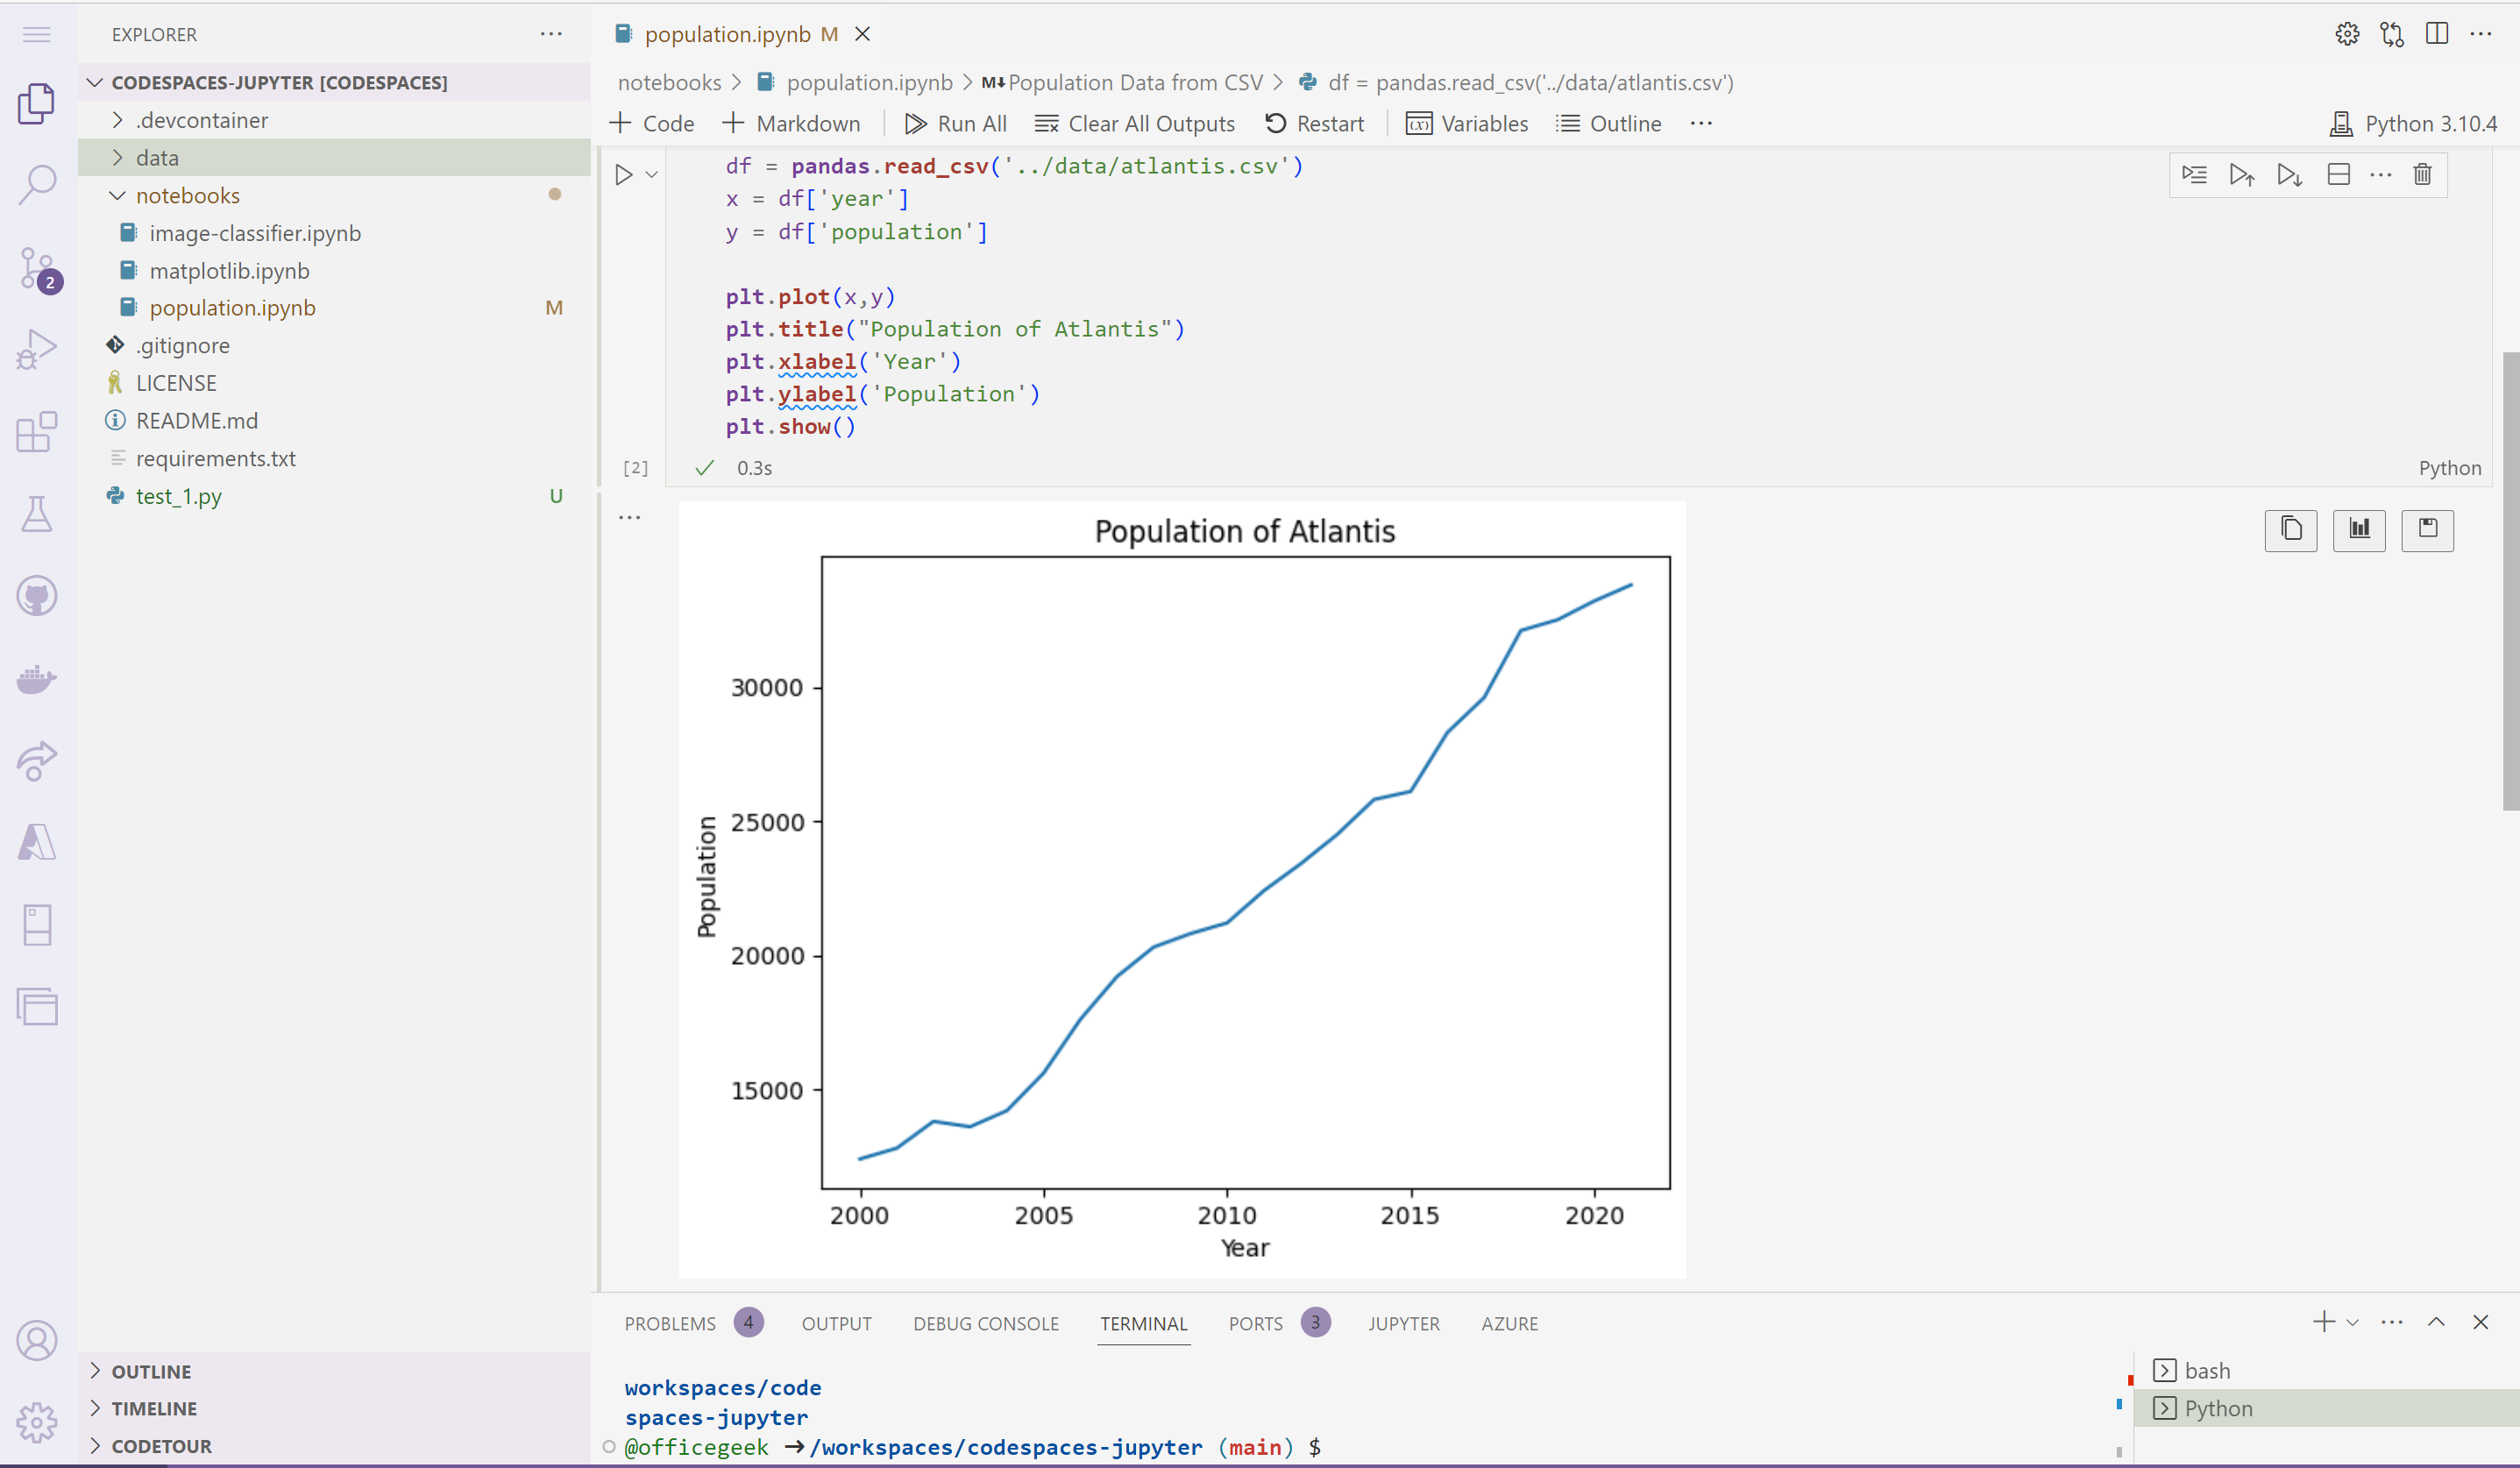 EXPLORER
CODESPACES-JUPYTER [CODESPACES]
.devcontainer
data
notebooks
image-classifier.ipynb
matplotlib.ipynb
population.ipynb M
.gitignore
LICENSE
README.md
requirements.txt
test_1.py U
2
OUTLINE
TIMELINE
CODETOUR
population.ipynb M
notebooks > population.ipynb > M↓ Population Data from CSV > df = pandas.read_csv('../data/atlantis.csv')
+ Code + Markdown Run All Clear All Outputs Restart (x) Variables Outline ··· Python 3.10.4
df = pandas.read_csv('../data/atlantis.csv')
x = df['year']
y = df['population']
plt.plot(x,y)
plt.title("Population of Atlantis")
plt.xlabel('Year')
plt.ylabel('Population')
plt.show()
[2] ✓ 0.3s Python
Population of Atlantis
30000
25000
20000
15000
Population
2000 2005 2010 2015 2020
Year
PROBLEMS 4 OUTPUT DEBUG CONSOLE TERMINAL PORTS 3 JUPYTER AZURE
workspaces/code
spaces-jupyter
@officegeek ➜ /workspaces/codespaces-jupyter (main) $
bash
Python